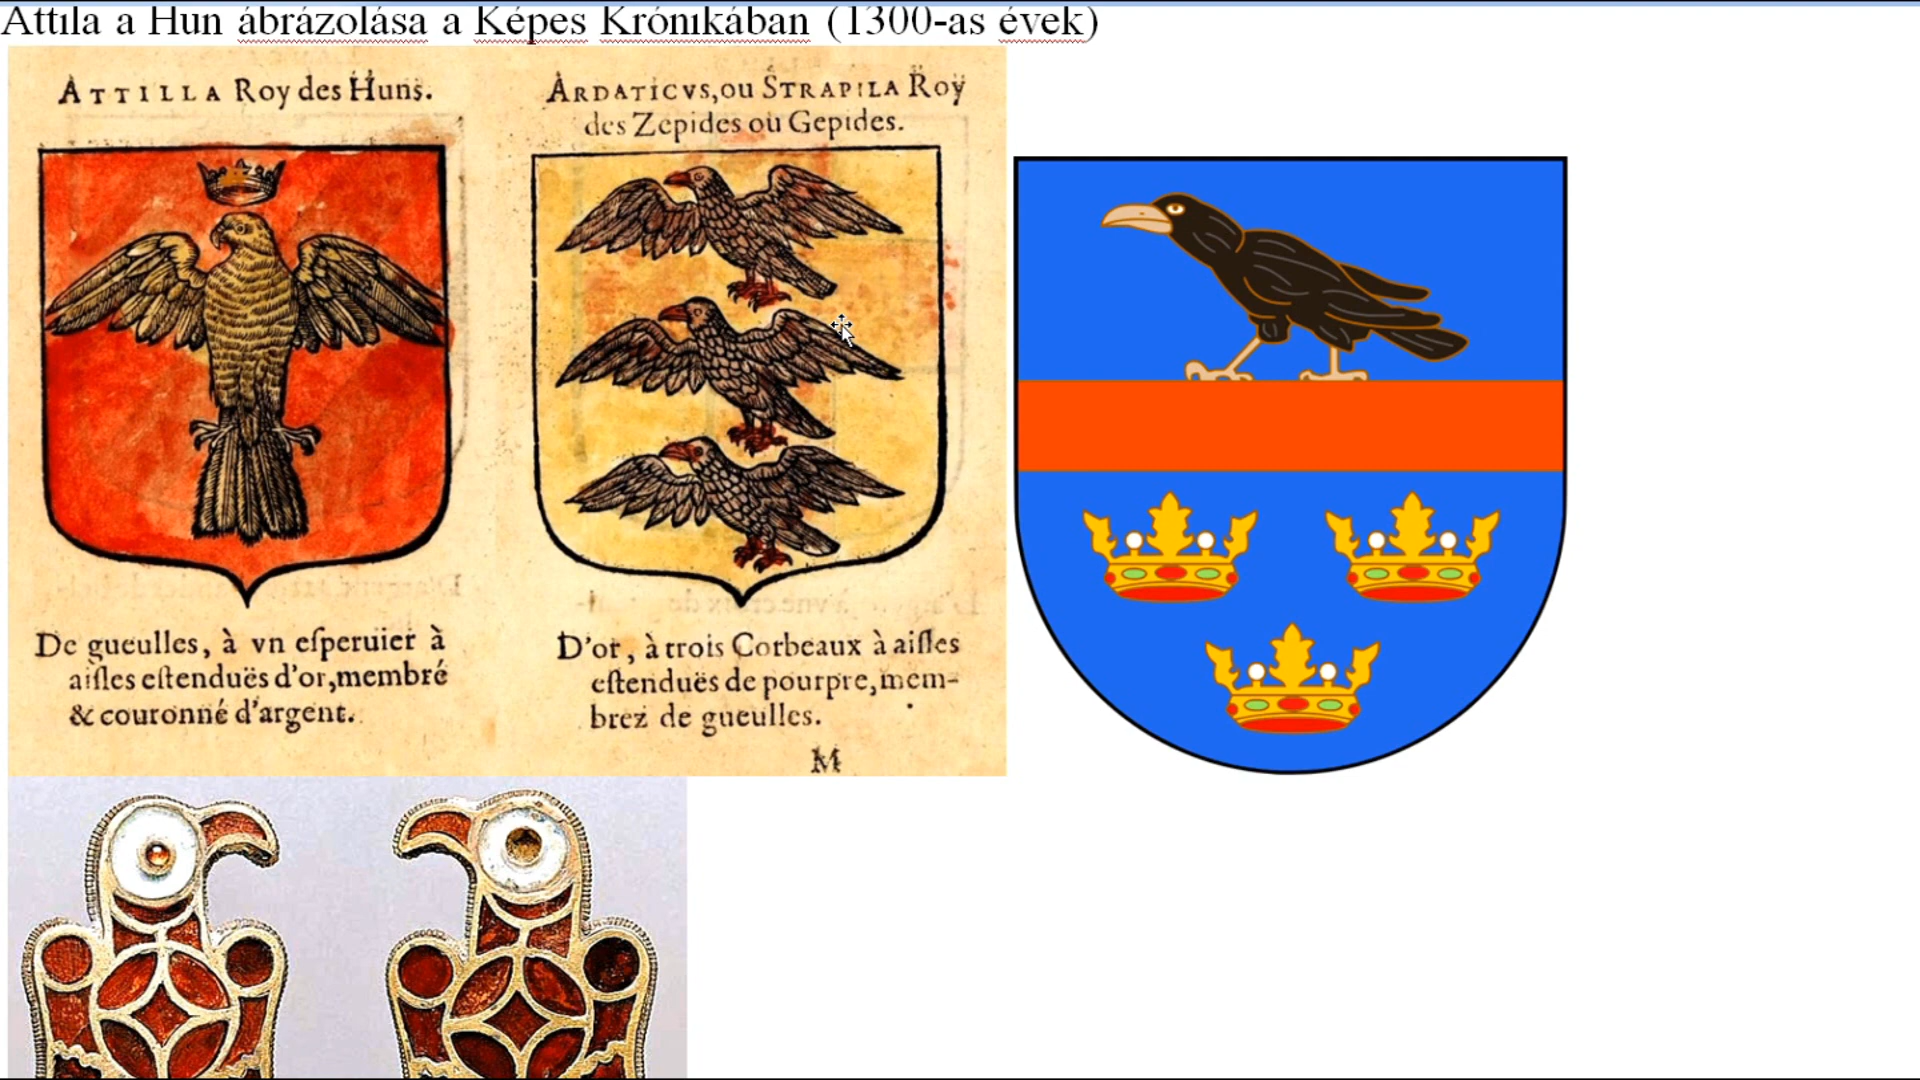 Attila a Hun ábrázolása a Képes Krónikában (1300-as évek)
ATTILLA Roy des Huns.
De gueulles, à vn eſperuier à
aiſles eſtenduës d'or, membré
& couronné d'argent.
ARDATICVS, ou STRAPILA Roy
des Zepides ou Gepides.
D'or, à trois Corbeaux à aiſles
eſtenduës de pourpre, mem-
brez de gueulles.
M